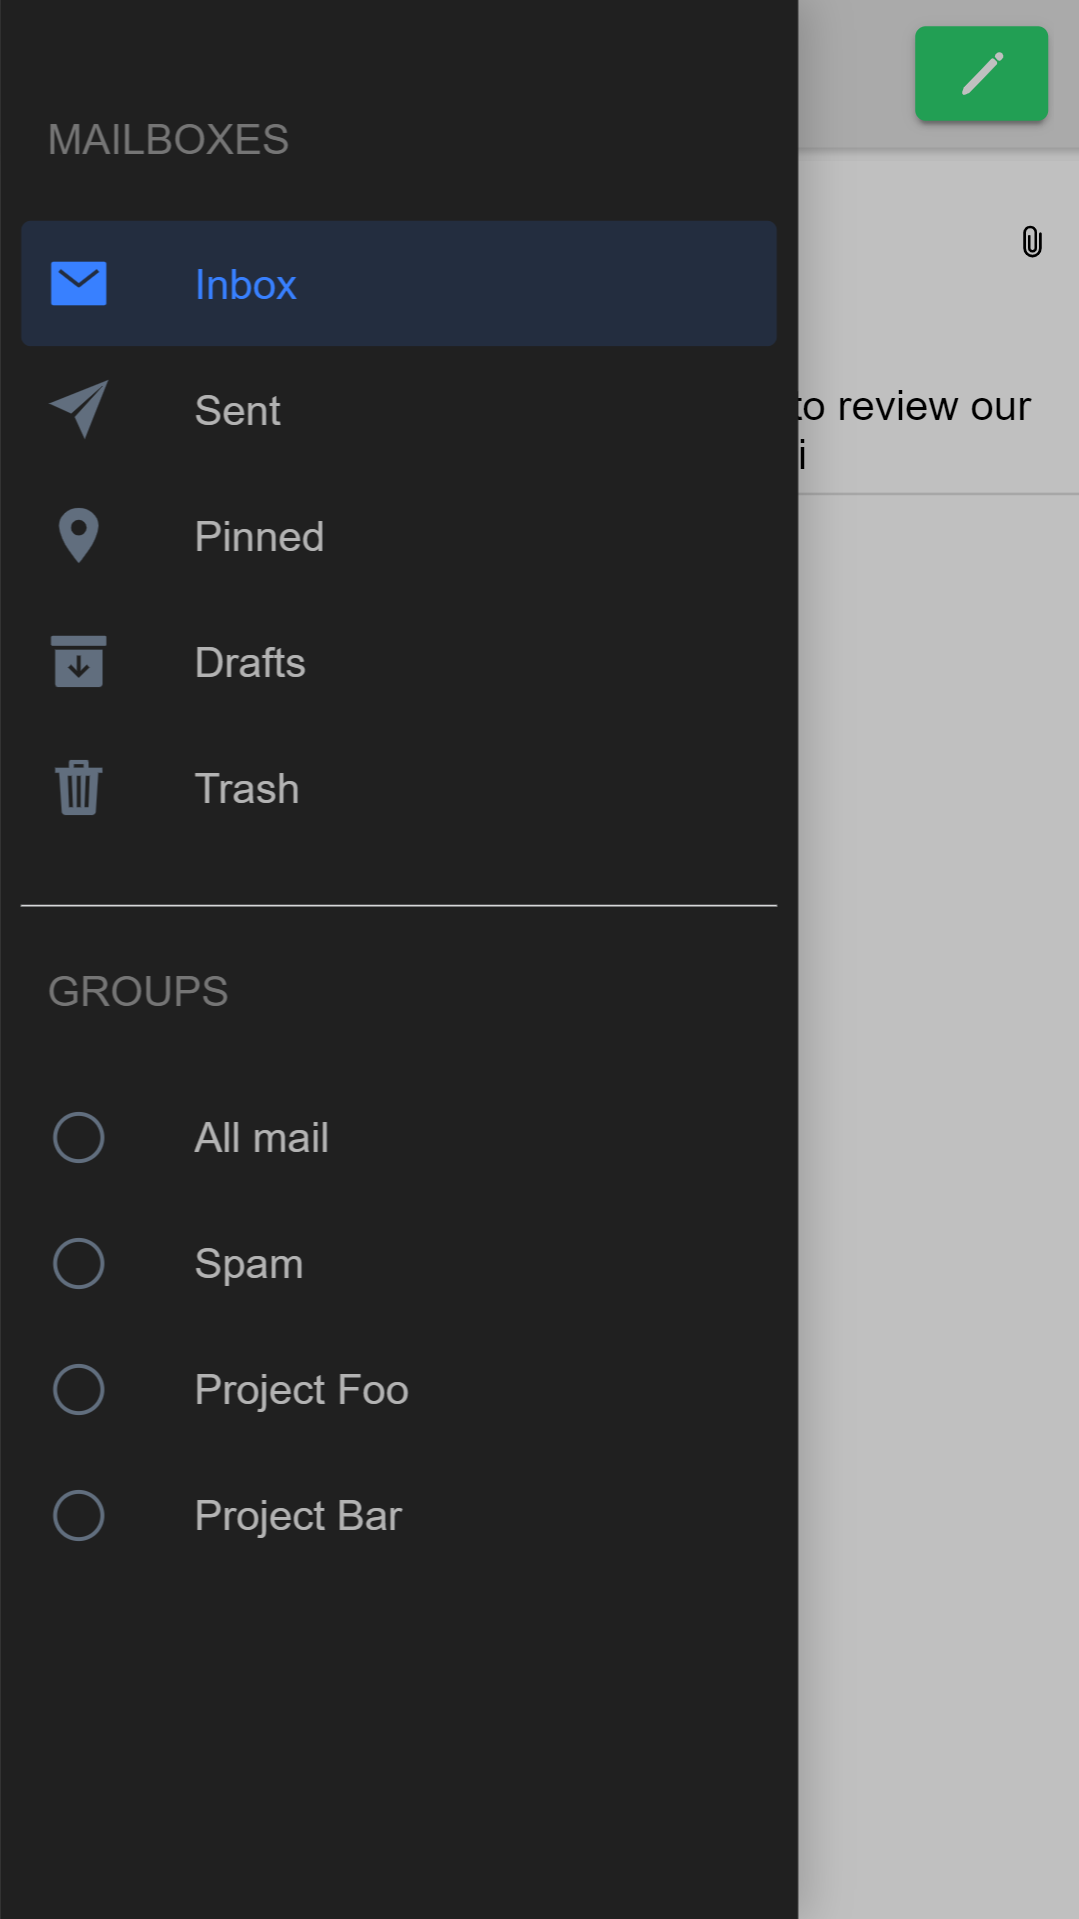 MAILBOXES
Inbox
Sent
Pinned
Drafts
Trash
GROUPS
All mail
Spam
Project Foo
Project Bar
to review our
i